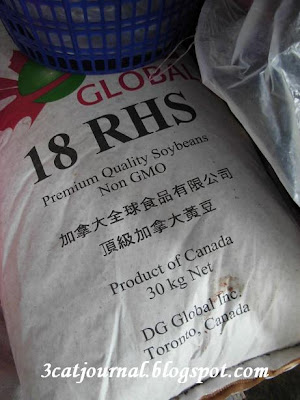 GLOBAL
18 RHS
Premium Quality Soybeans
Non GMO
加拿大全球食品有限公司
頂級加拿大黃豆
Product of Canada
30 kg Net
DG Global Inc.
Toronto, Canada
3catjournal.blogspot.com